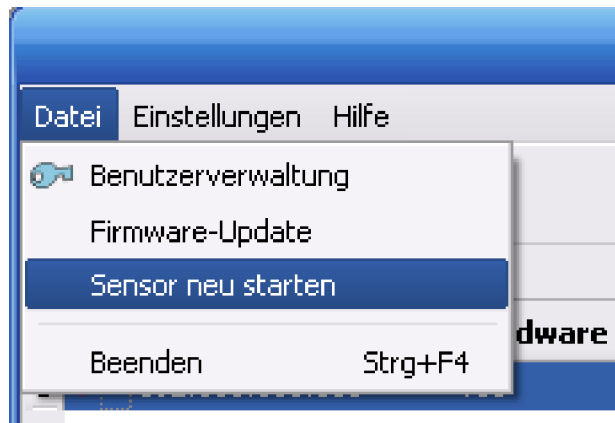 Datei Einstellungen Hilfe
Benutzerverwaltung
Firmware-Update
Sensor neu starten
dware
Beenden Strg+F4